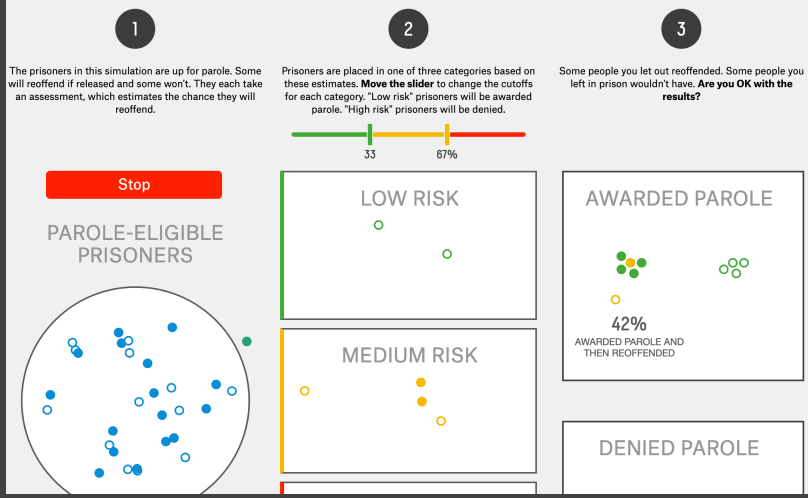 1
The prisoners in this simulation are up for parole. Some
will reoffend if released and some won't. They each take
an assessment, which estimates the chance they will
reoffend.
Stop
PAROLE-ELIGIBLE
PRISONERS
2
Prisoners are placed in one of three categories based on
these estimates. Move the slider to change the cutoffs
for each category. "Low risk" prisoners will be awarded
parole. "High risk" prisoners will be denied.
33
67%
LOW RISK
MEDIUM RISK
3
Some people you let out reoffended. Some people you
left in prison wouldn't have. Are you OK with the
results?
AWARDED PAROLE
42%
AWARDED PAROLE AND
THEN REOFFENDED
DENIED PAROLE